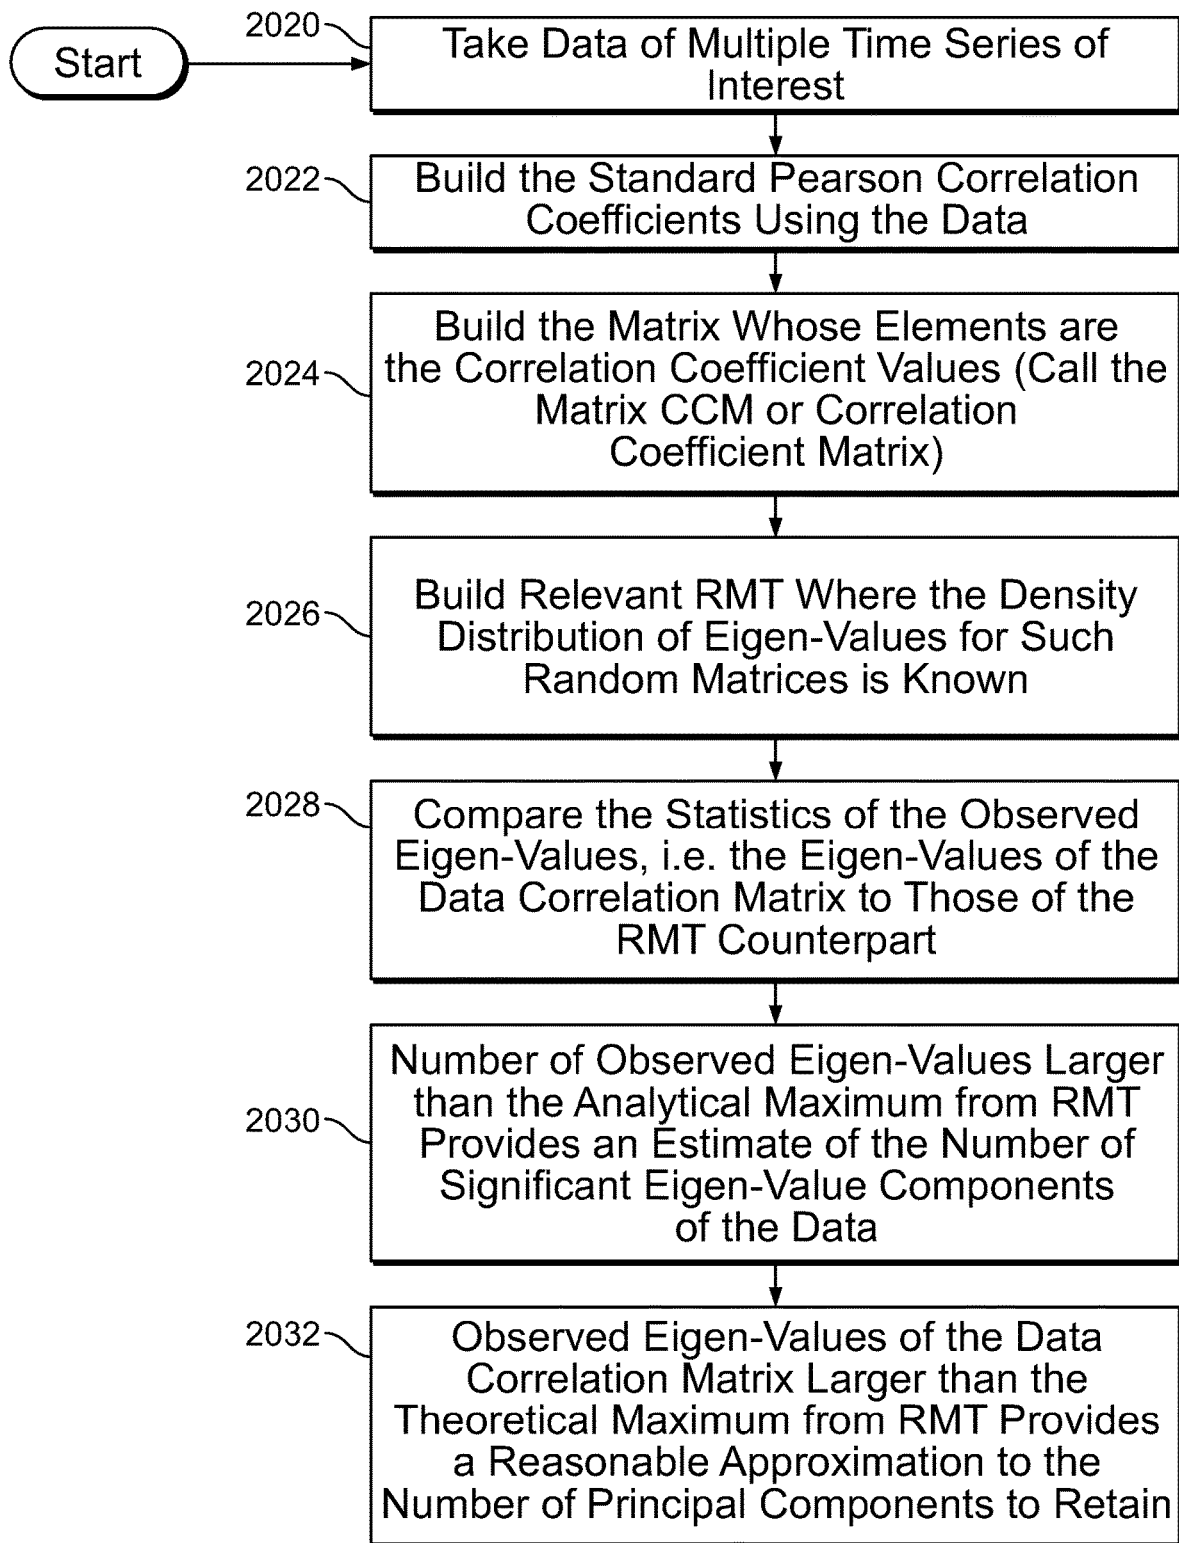 Start
2020
Take Data of Multiple Time Series of
Interest
2022
Build the Standard Pearson Correlation
Coefficients Using the Data
2024
Build the Matrix Whose Elements are
the Correlation Coefficient Values (Call the
Matrix CCM or Correlation
Coefficient Matrix)
2026
Build Relevant RMT Where the Density
Distribution of Eigen-Values for Such
Random Matrices is Known
2028
Compare the Statistics of the Observed
Eigen-Values, i.e. the Eigen-Values of the
Data Correlation Matrix to Those of the
RMT Counterpart
2030
Number of Observed Eigen-Values Larger
than the Analytical Maximum from RMT
Provides an Estimate of the Number of
Significant Eigen-Value Components
of the Data
2032
Observed Eigen-Values of the Data
Correlation Matrix Larger than the
Theoretical Maximum from RMT Provides
a Reasonable Approximation to the
Number of Principal Components to Retain